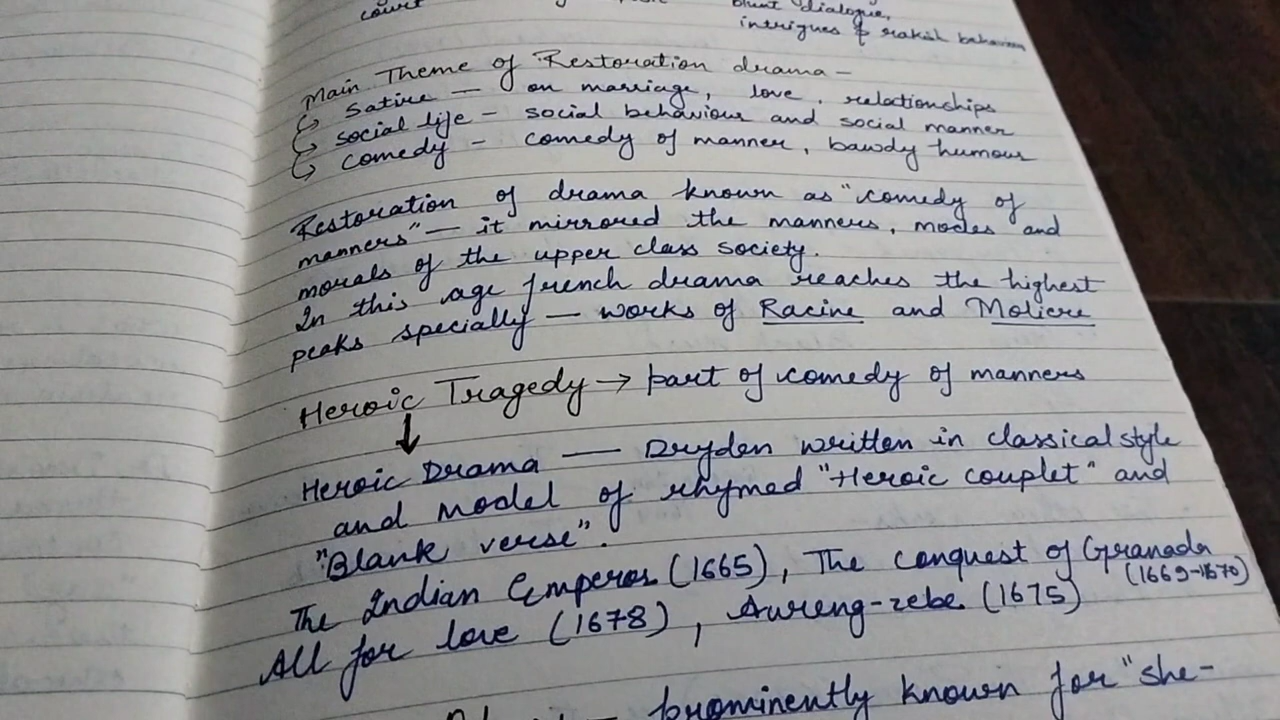 court
blunt dialogue,
intrigues & rakish behaviour
Main Theme of Restoration drama -
↳ Satire — on marriage, love, relationships
↳ social life - social behaviour and social manner
↳ comedy - comedy of manner, bawdy humour
Restoration of drama known as "comedy of
manners" — it mirrored the manners, modes and
morals of the upper class society.
In this age french drama reaches the highest
peaks specially — works of Racine and Moliere
Heroic Tragedy → part of comedy of manners
↓
Heroic Drama — Dryden written in classical style
and model of rhymed "Heroic couplet" and
"Blank verse".
The Indian Emperor (1665), The Conquest of Granada
(1669-1670)
All for love (1678), Aureng-zebe (1675)
prominently known for "she-